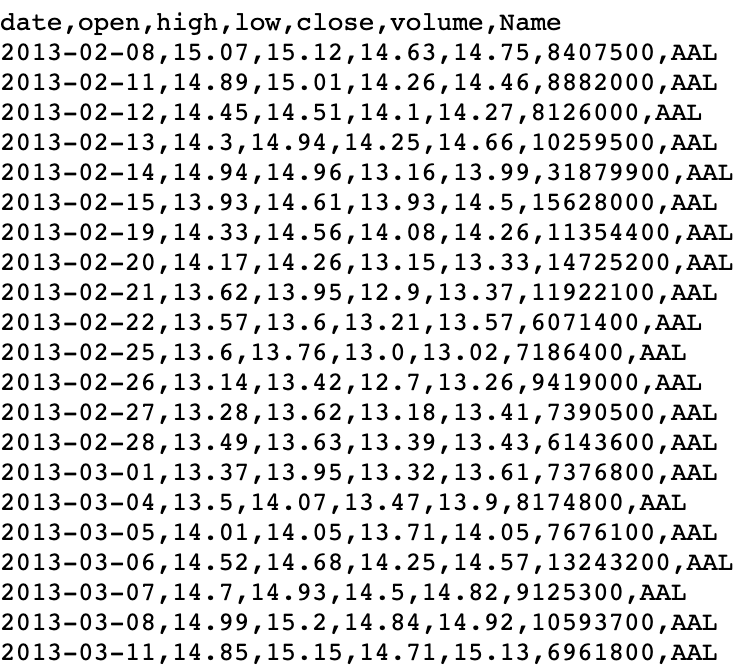 date,open,high,low,close,volume,Name
2013-02-08,15.07,15.12,14.63,14.75,8407500,AAL
2013-02-11,14.89,15.01,14.26,14.46,8882000,AAL
2013-02-12,14.45,14.51,14.1,14.27,8126000,AAL
2013-02-13,14.3,14.94,14.25,14.66,10259500,AAL
2013-02-14,14.94,14.96,13.16,13.99,31879900,AAL
2013-02-15,13.93,14.61,13.93,14.5,15628000,AAL
2013-02-19,14.33,14.56,14.08,14.26,11354400,AAL
2013-02-20,14.17,14.26,13.15,13.33,14725200,AAL
2013-02-21,13.62,13.95,12.9,13.37,11922100,AAL
2013-02-22,13.57,13.6,13.21,13.57,6071400,AAL
2013-02-25,13.6,13.76,13.0,13.02,7186400,AAL
2013-02-26,13.14,13.42,12.7,13.26,9419000,AAL
2013-02-27,13.28,13.62,13.18,13.41,7390500,AAL
2013-02-28,13.49,13.63,13.39,13.43,6143600,AAL
2013-03-01,13.37,13.95,13.32,13.61,7376800,AAL
2013-03-04,13.5,14.07,13.47,13.9,8174800,AAL
2013-03-05,14.01,14.05,13.71,14.05,7676100,AAL
2013-03-06,14.52,14.68,14.25,14.57,13243200,AAL
2013-03-07,14.7,14.93,14.5,14.82,9125300,AAL
2013-03-08,14.99,15.2,14.84,14.92,10593700,AAL
2013-03-11,14.85,15.15,14.71,15.13,6961800,AAL